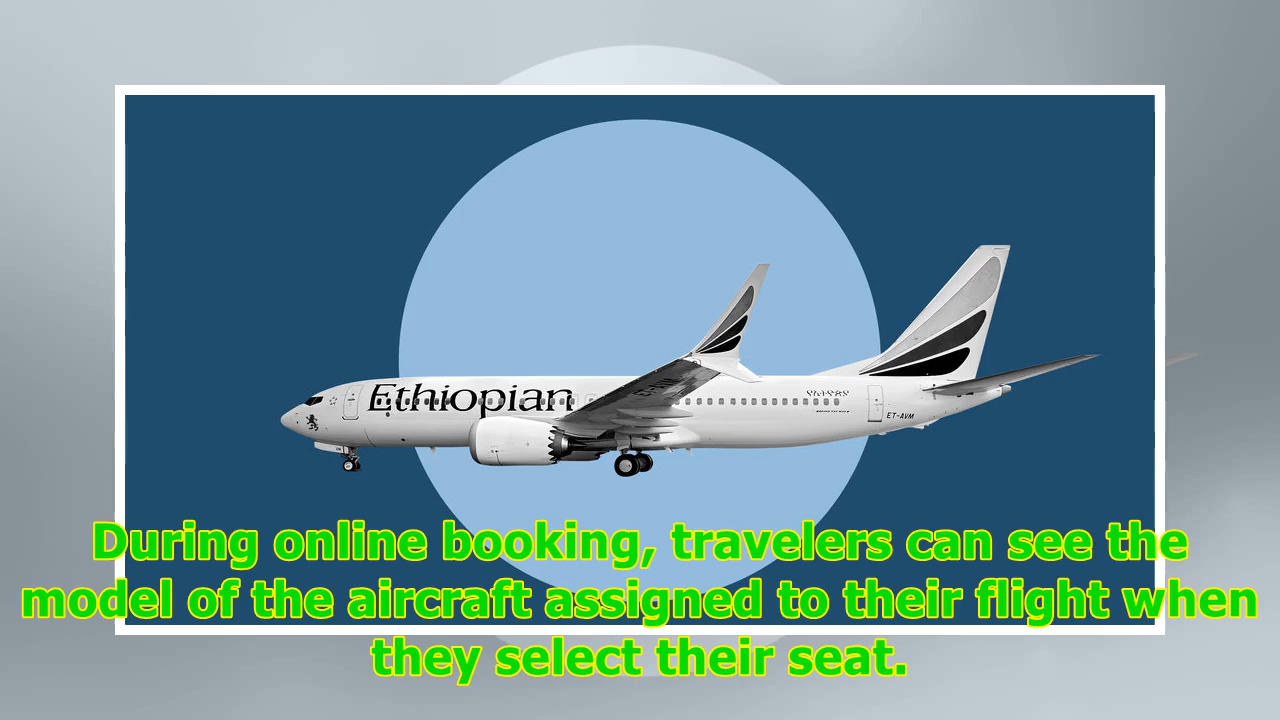 Ethiopian
ET-AVM
During online booking, travelers can see the
model of the aircraft assigned to their flight when
they select their seat.